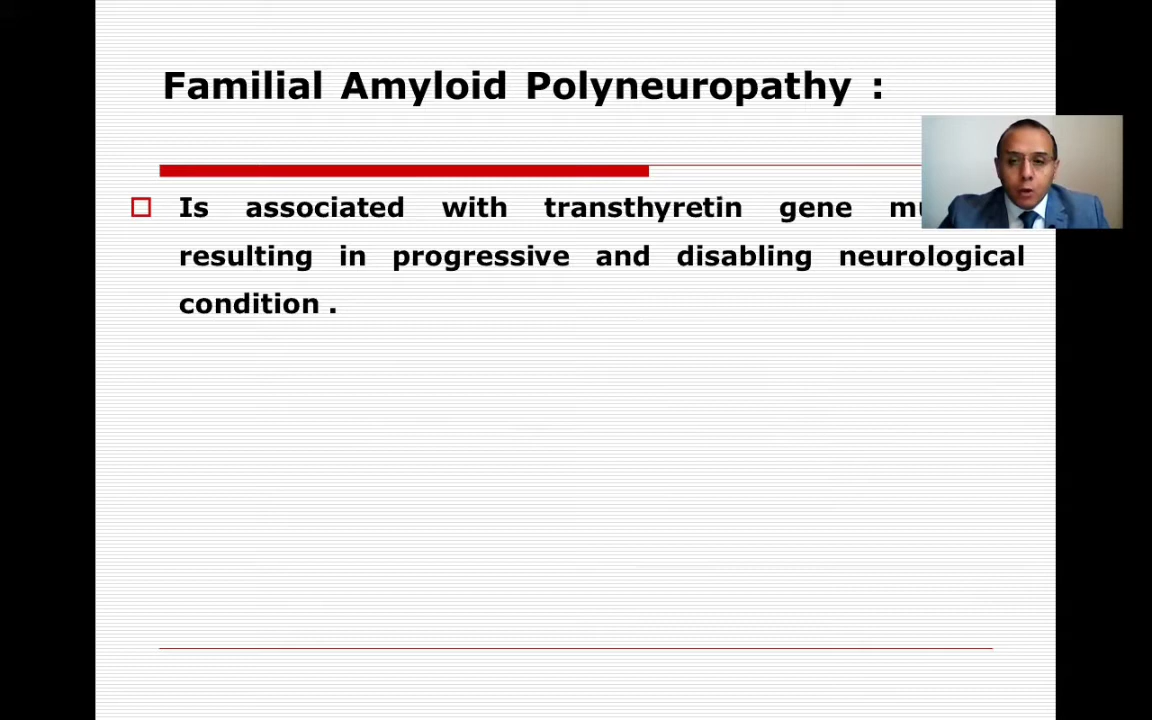 Familial Amyloid Polyneuropathy :
Is associated with transthyretin gene
resulting in progressive and disabling neurological
condition .